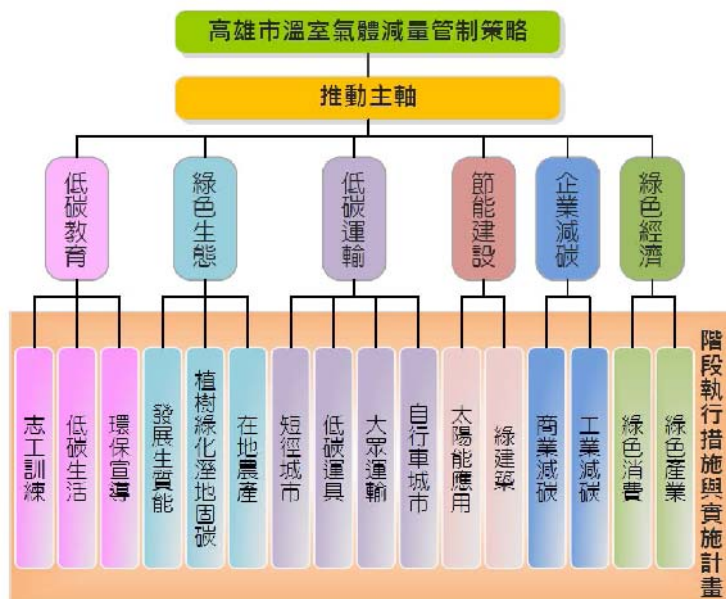 高雄市溫室氣體減量管制策略
推動主軸
低碳教育
綠色生態
低碳運輸
節能建設
企業減碳
綠色經濟
志工訓練
低碳生活
環保宣導
發展生質能
植樹綠化溼地固碳
在地農產
短徑城市
低碳運具
大眾運輸
自行車城市
太陽能應用
綠建築
商業減碳
工業減碳
綠色消費
綠色產業
階段執行措施與實施計畫